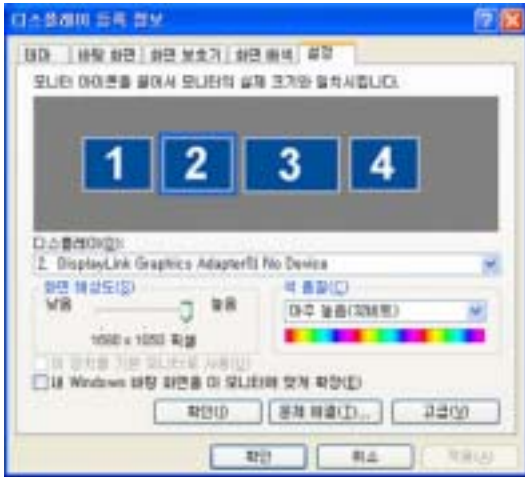 디스플레이 등록 정보
테마 바탕 화면 화면 보호기 화면 배색 설정
모니터 아이콘을 끌어서 모니터의 실제 크기와 일치시킵니다.
1 2 3 4
디스플레이(D):
2. DisplayLink Graphics Adapter의 No Device
화면 해상도(S)
낮음 높음
1680 x 1050 픽셀
색 품질(C)
아주 높음(32비트)
이 장치를 기본 모니터로 사용(U)
내 Windows 바탕 화면을 이 모니터에 맞게 확장(E)
확인(I) 문제 해결(T)... 고급(V)
확인 취소 적용(A)